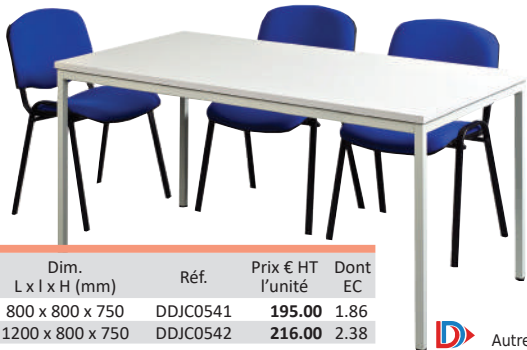 Dim. Réf. Prix € HT Dont
L x l x H (mm) l'unité EC
800 x 800 x 750 DDJC0541 195.00 1.86
1200 x 800 x 750 DDJC0542 216.00 2.38
D Autre